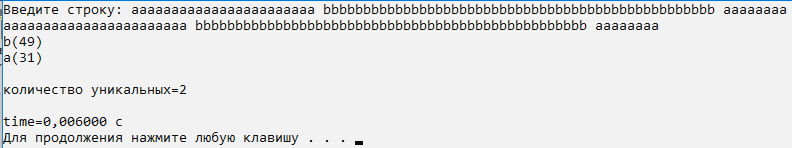 Введите строку: aaaaaaaaaaaaaaaaaaaaaaa bbbbbbbbbbbbbbbbbbbbbbbbbbbbbbbbbbbbbbbbbbbbbbbbb aaaaaaaa
aaaaaaaaaaaaaaaaaaaaaaa bbbbbbbbbbbbbbbbbbbbbbbbbbbbbbbbbbbbbbbbbbbbbbbbb aaaaaaaa
b(49)
a(31)
количество уникальных=2
time=0,006000 с
Для продолжения нажмите любую клавишу . . .